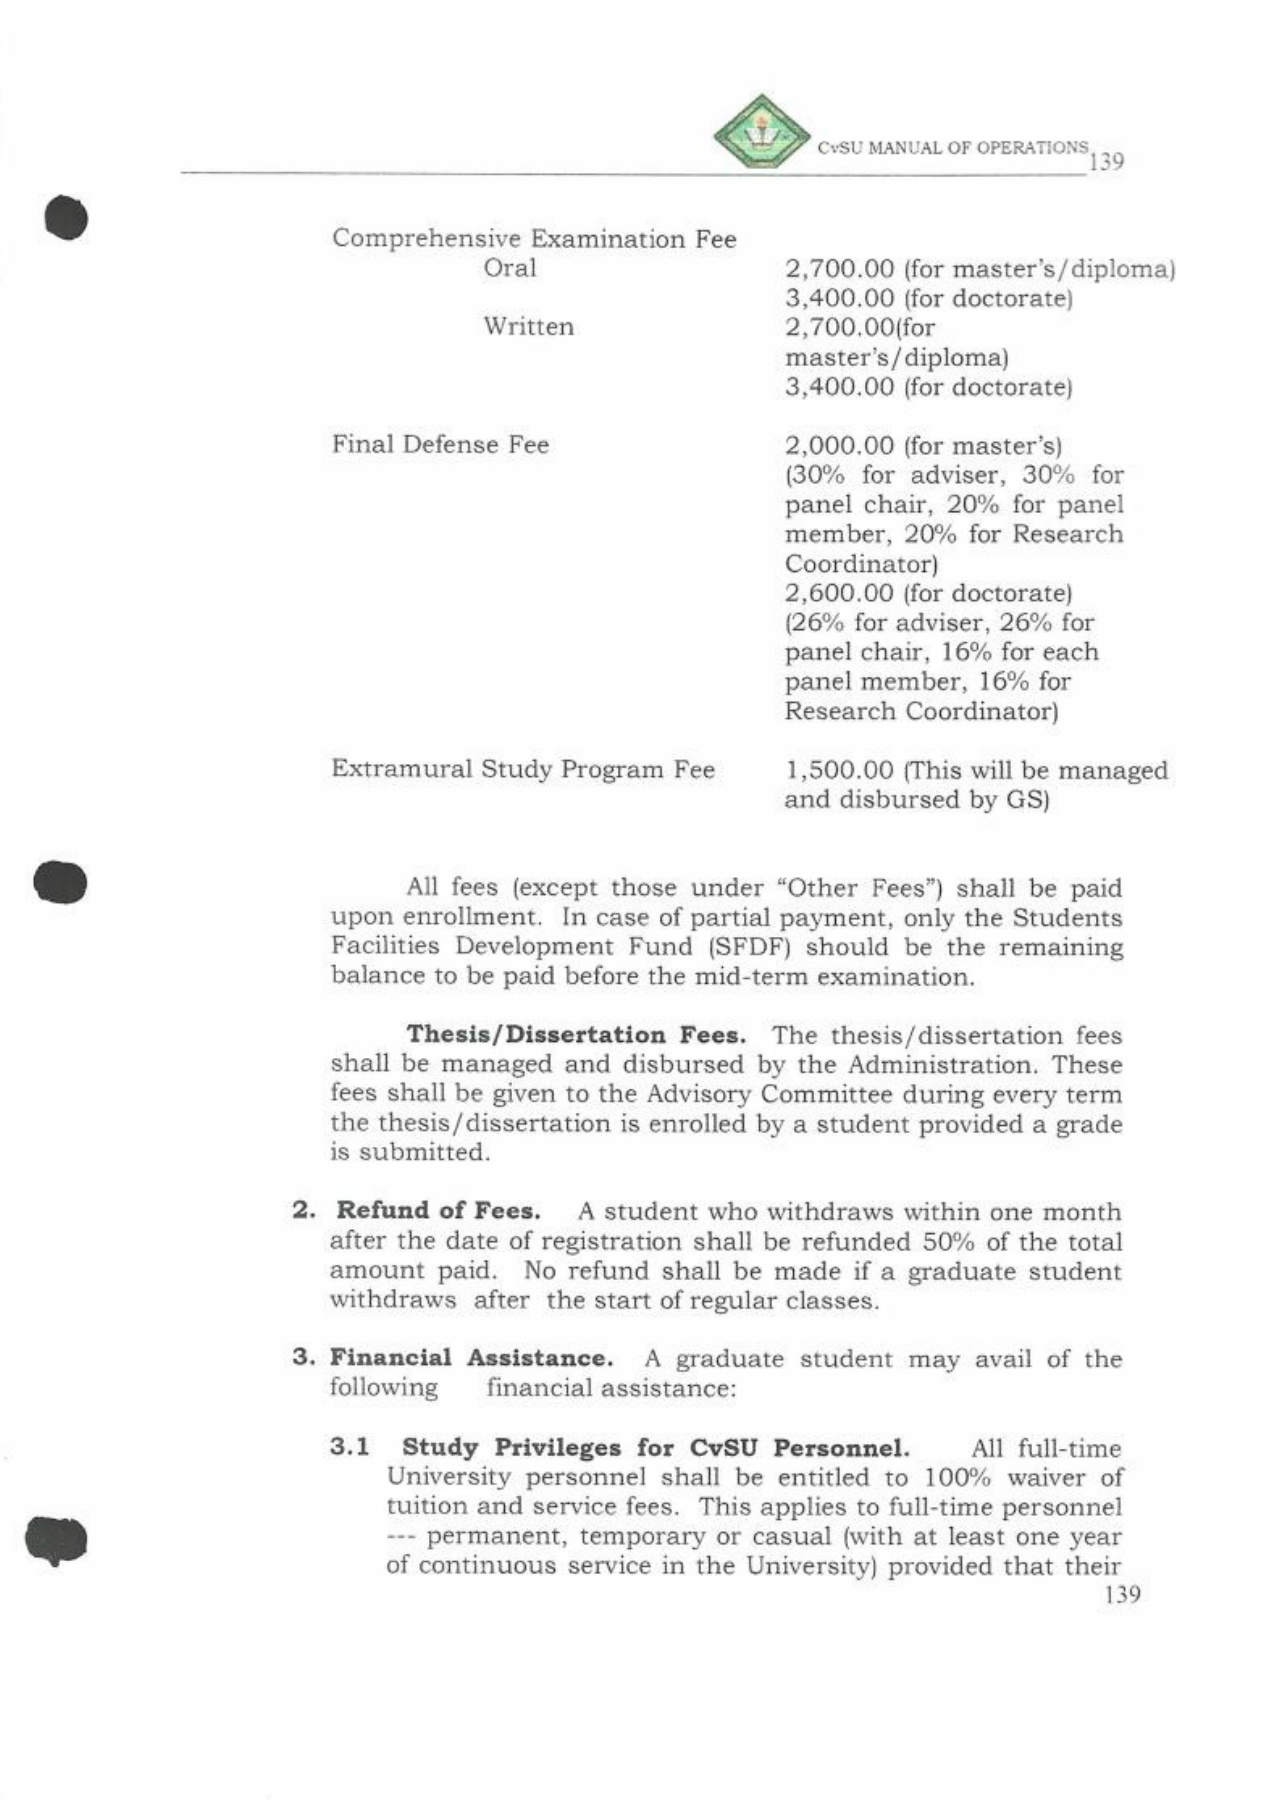 CvSU MANUAL OF OPERATIONS
139
Comprehensive Examination Fee
Oral 2,700.00 (for master's/diploma)
3,400.00 (for doctorate)
Written 2,700.00(for
master's/diploma)
3,400.00 (for doctorate)
Final Defense Fee 2,000.00 (for master's)
(30% for adviser, 30% for
panel chair, 20% for panel
member, 20% for Research
Coordinator)
2,600.00 (for doctorate)
(26% for adviser, 26% for
panel chair, 16% for each
panel member, 16% for
Research Coordinator)
Extramural Study Program Fee 1,500.00 (This will be managed
and disbursed by GS)
All fees (except those under “Other Fees”) shall be paid
upon enrollment. In case of partial payment, only the Students
Facilities Development Fund (SFDF) should be the remaining
balance to be paid before the mid-term examination.
Thesis/Dissertation Fees. The thesis/dissertation fees
shall be managed and disbursed by the Administration. These
fees shall be given to the Advisory Committee during every term
the thesis/dissertation is enrolled by a student provided a grade
is submitted.
2. Refund of Fees. A student who withdraws within one month
after the date of registration shall be refunded 50% of the total
amount paid. No refund shall be made if a graduate student
withdraws after the start of regular classes.
3. Financial Assistance. A graduate student may avail of the
following financial assistance:
3.1 Study Privileges for CvSU Personnel. All full-time
University personnel shall be entitled to 100% waiver of
tuition and service fees. This applies to full-time personnel
--- permanent, temporary or casual (with at least one year
of continuous service in the University) provided that their
139